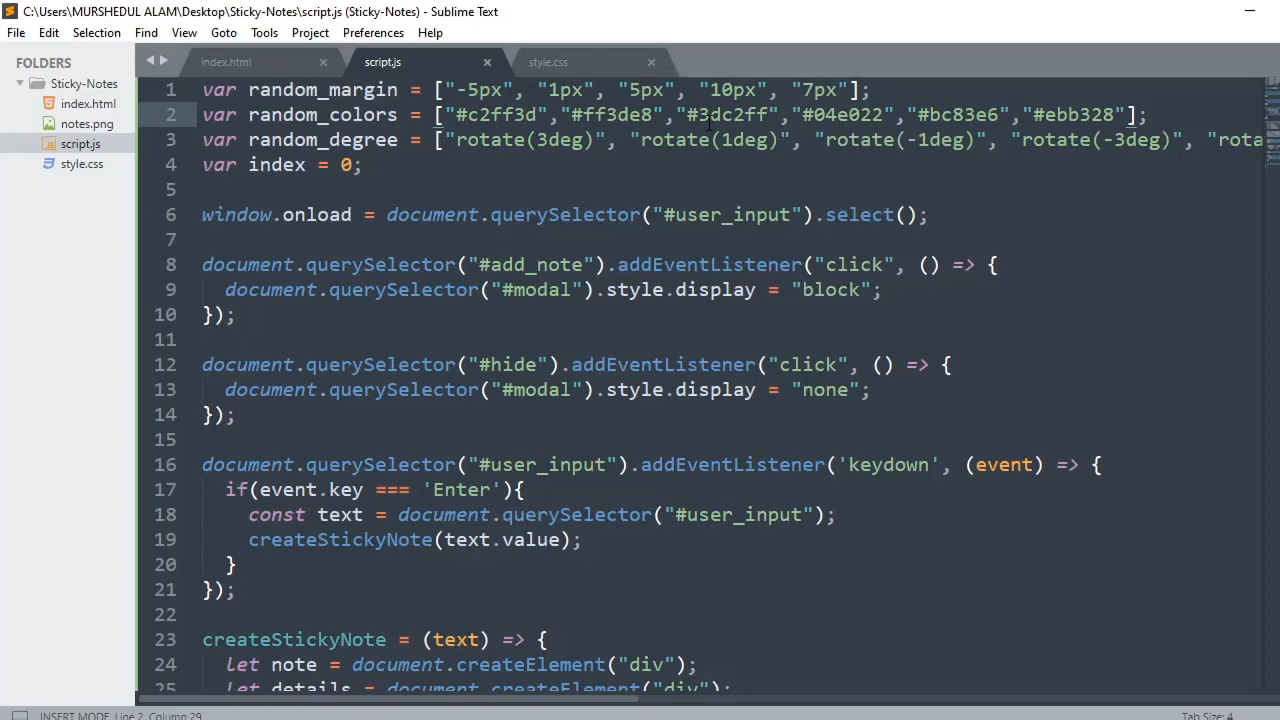 C:\Users\MURSHEDUL ALAM\Desktop\Sticky-Notes\script.js (Sticky-Notes) - Sublime Text
File Edit Selection Find View Goto Tools Project Preferences Help
FOLDERS
Sticky-Notes
index.html
notes.png
script.js
style.css
index.html script.js style.css
1 var random_margin = ["-5px", "1px", "5px", "10px", "7px"];
2 var random_colors = ["#c2ff3d","#ff3de8","#3dc2ff","#04e022","#bc83e6","#ebb328"];
3 var random_degree = ["rotate(3deg)", "rotate(1deg)", "rotate(-1deg)", "rotate(-3deg)", "rota
4 var index = 0;
5
6 window.onload = document.querySelector("#user_input").select();
7
8 document.querySelector("#add_note").addEventListener("click", () => {
9 document.querySelector("#modal").style.display = "block";
10 });
11
12 document.querySelector("#hide").addEventListener("click", () => {
13 document.querySelector("#modal").style.display = "none";
14 });
15
16 document.querySelector("#user_input").addEventListener('keydown', (event) => {
17 if(event.key === 'Enter'){
18 const text = document.querySelector("#user_input");
19 createStickyNote(text.value);
20 }
21 });
22
23 createStickyNote = (text) => {
24 let note = document.createElement("div");
25 let details = document.createElement("div");
INSERT MODE, Line 2, Column 29 Tab Size: 4